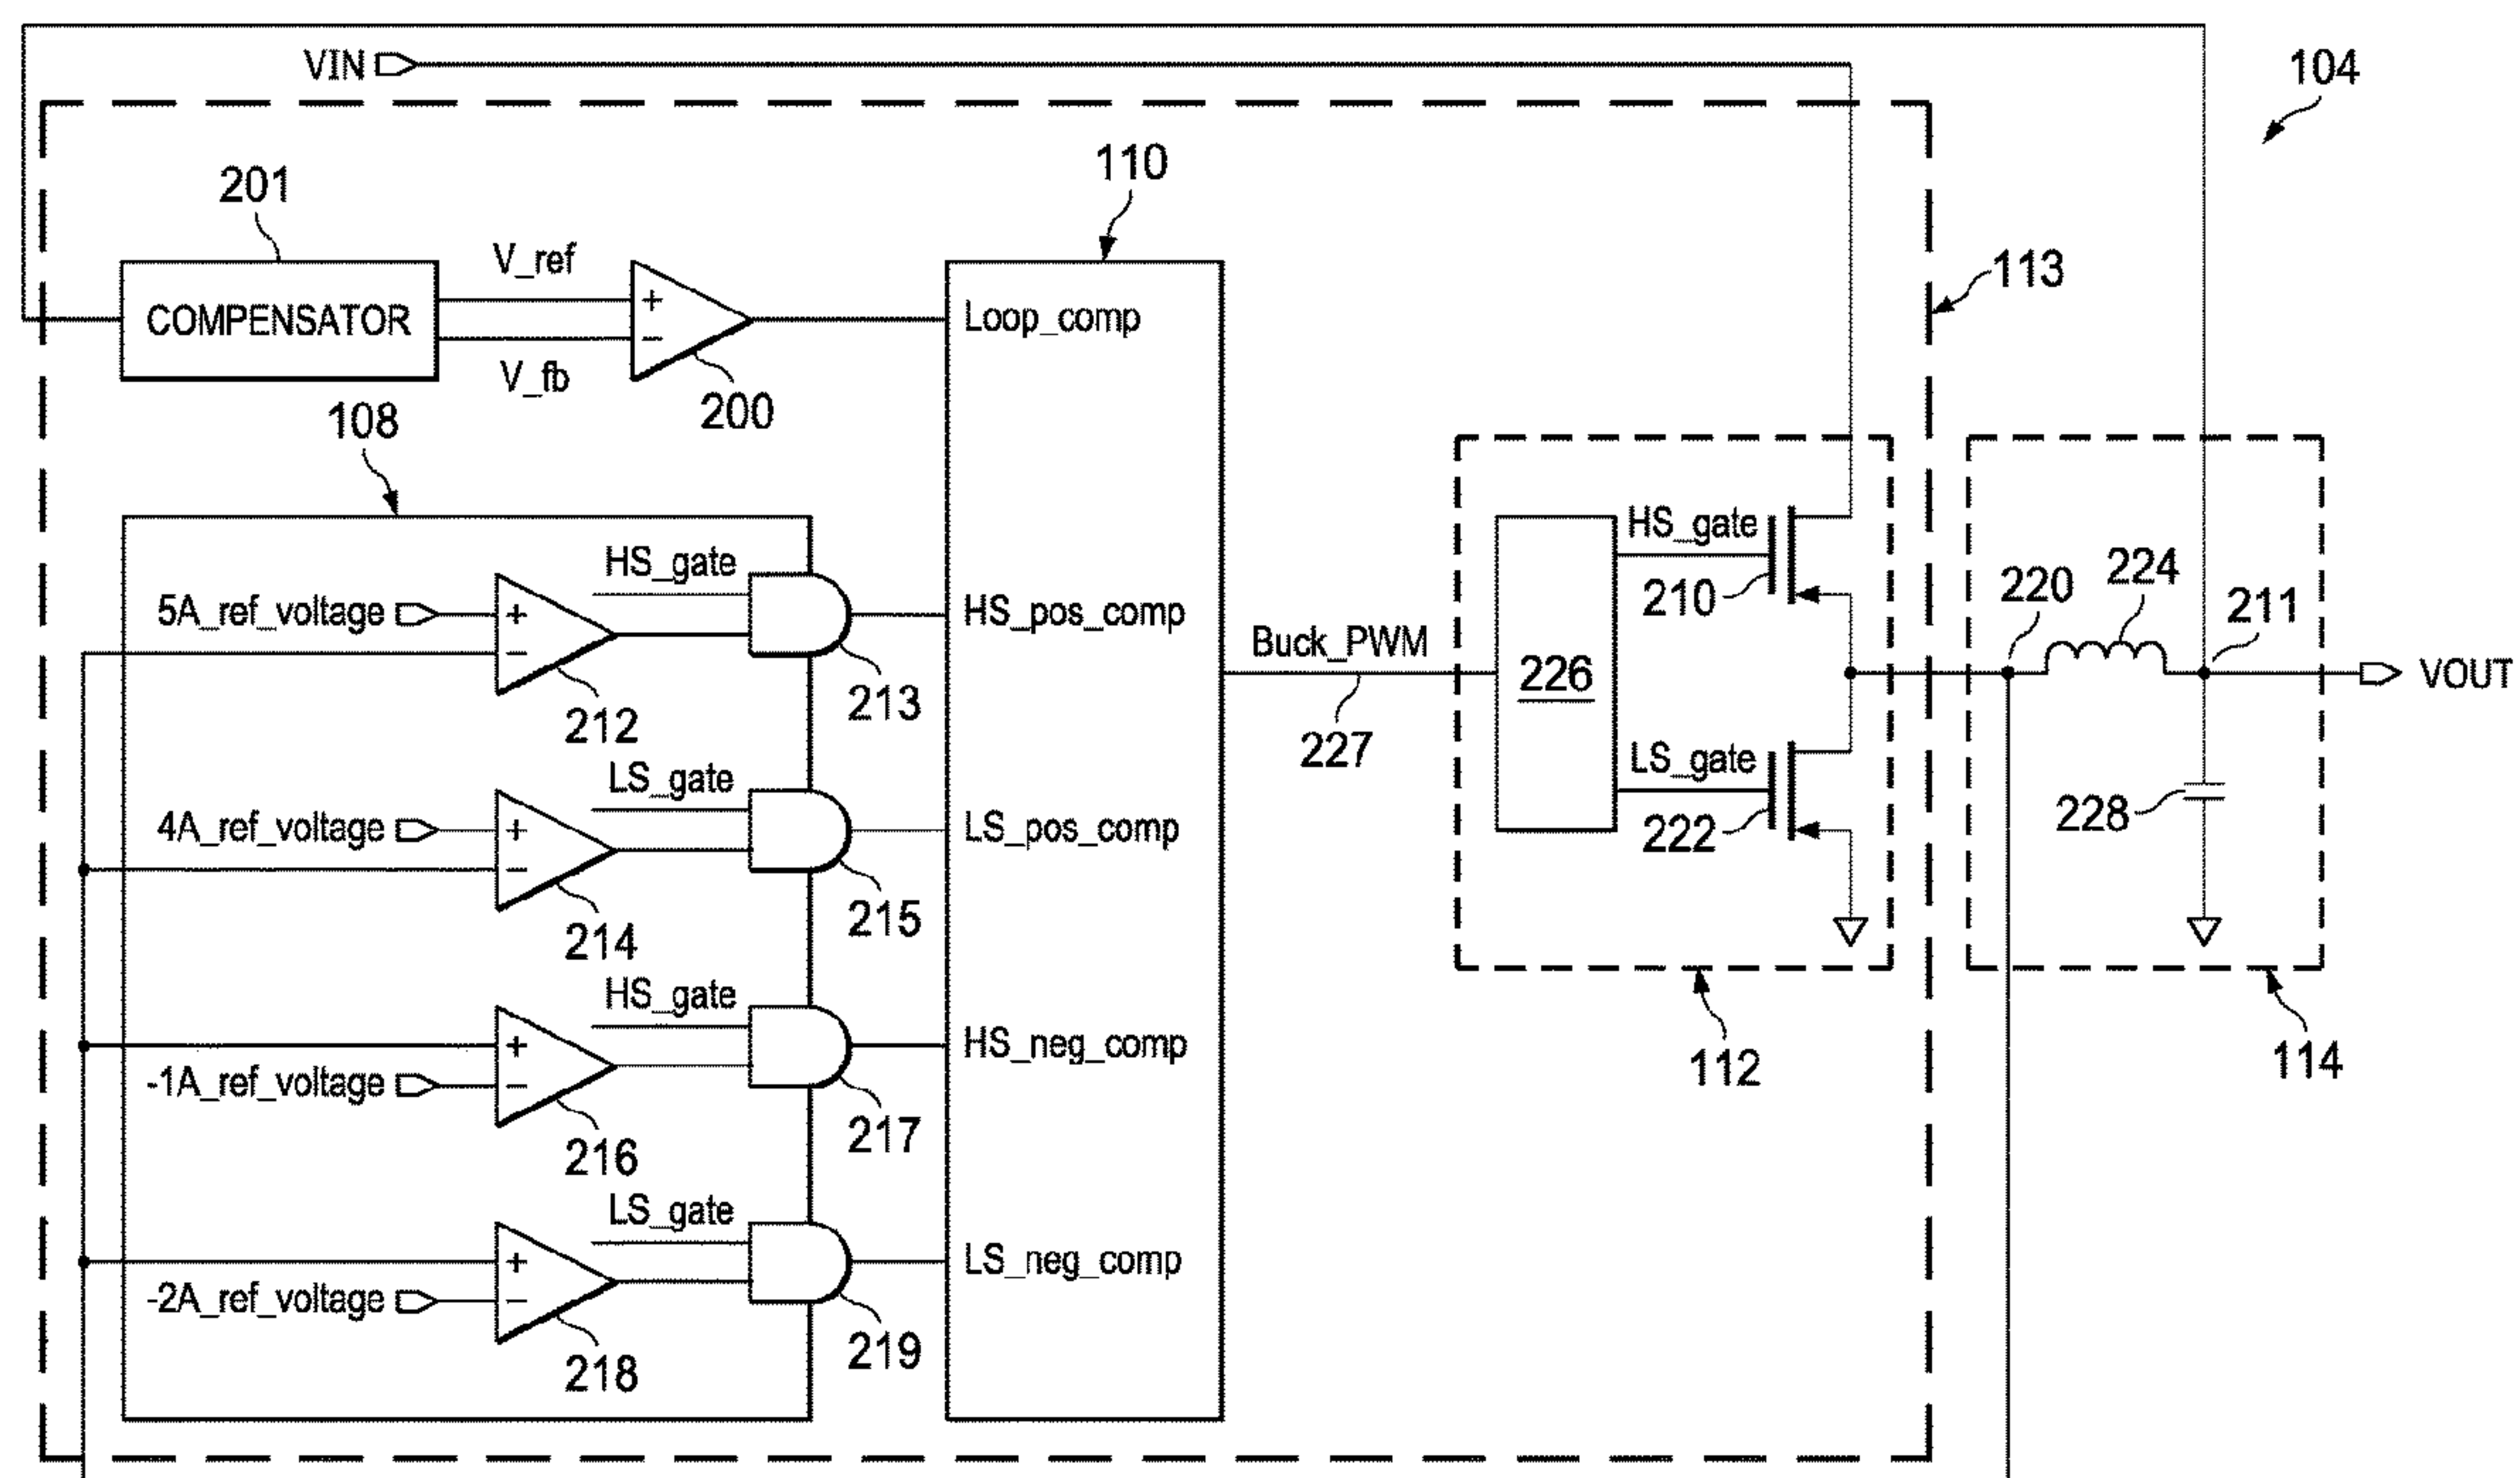 VIN
104
201
110
V_ref
113
COMPENSATOR
+
−
Loop_comp
V_fb
200
108
HS_gate
HS_gate
5A_ref_voltage
+
−
HS_pos_comp
210
220
224
211
Buck_PWM
226
VOUT
212
213
227
LS_gate
LS_gate
4A_ref_voltage
+
−
LS_pos_comp
222
228
214
215
HS_gate
+
-1A_ref_voltage
−
HS_neg_comp
112
114
216
217
LS_gate
+
-2A_ref_voltage
−
LS_neg_comp
218
219